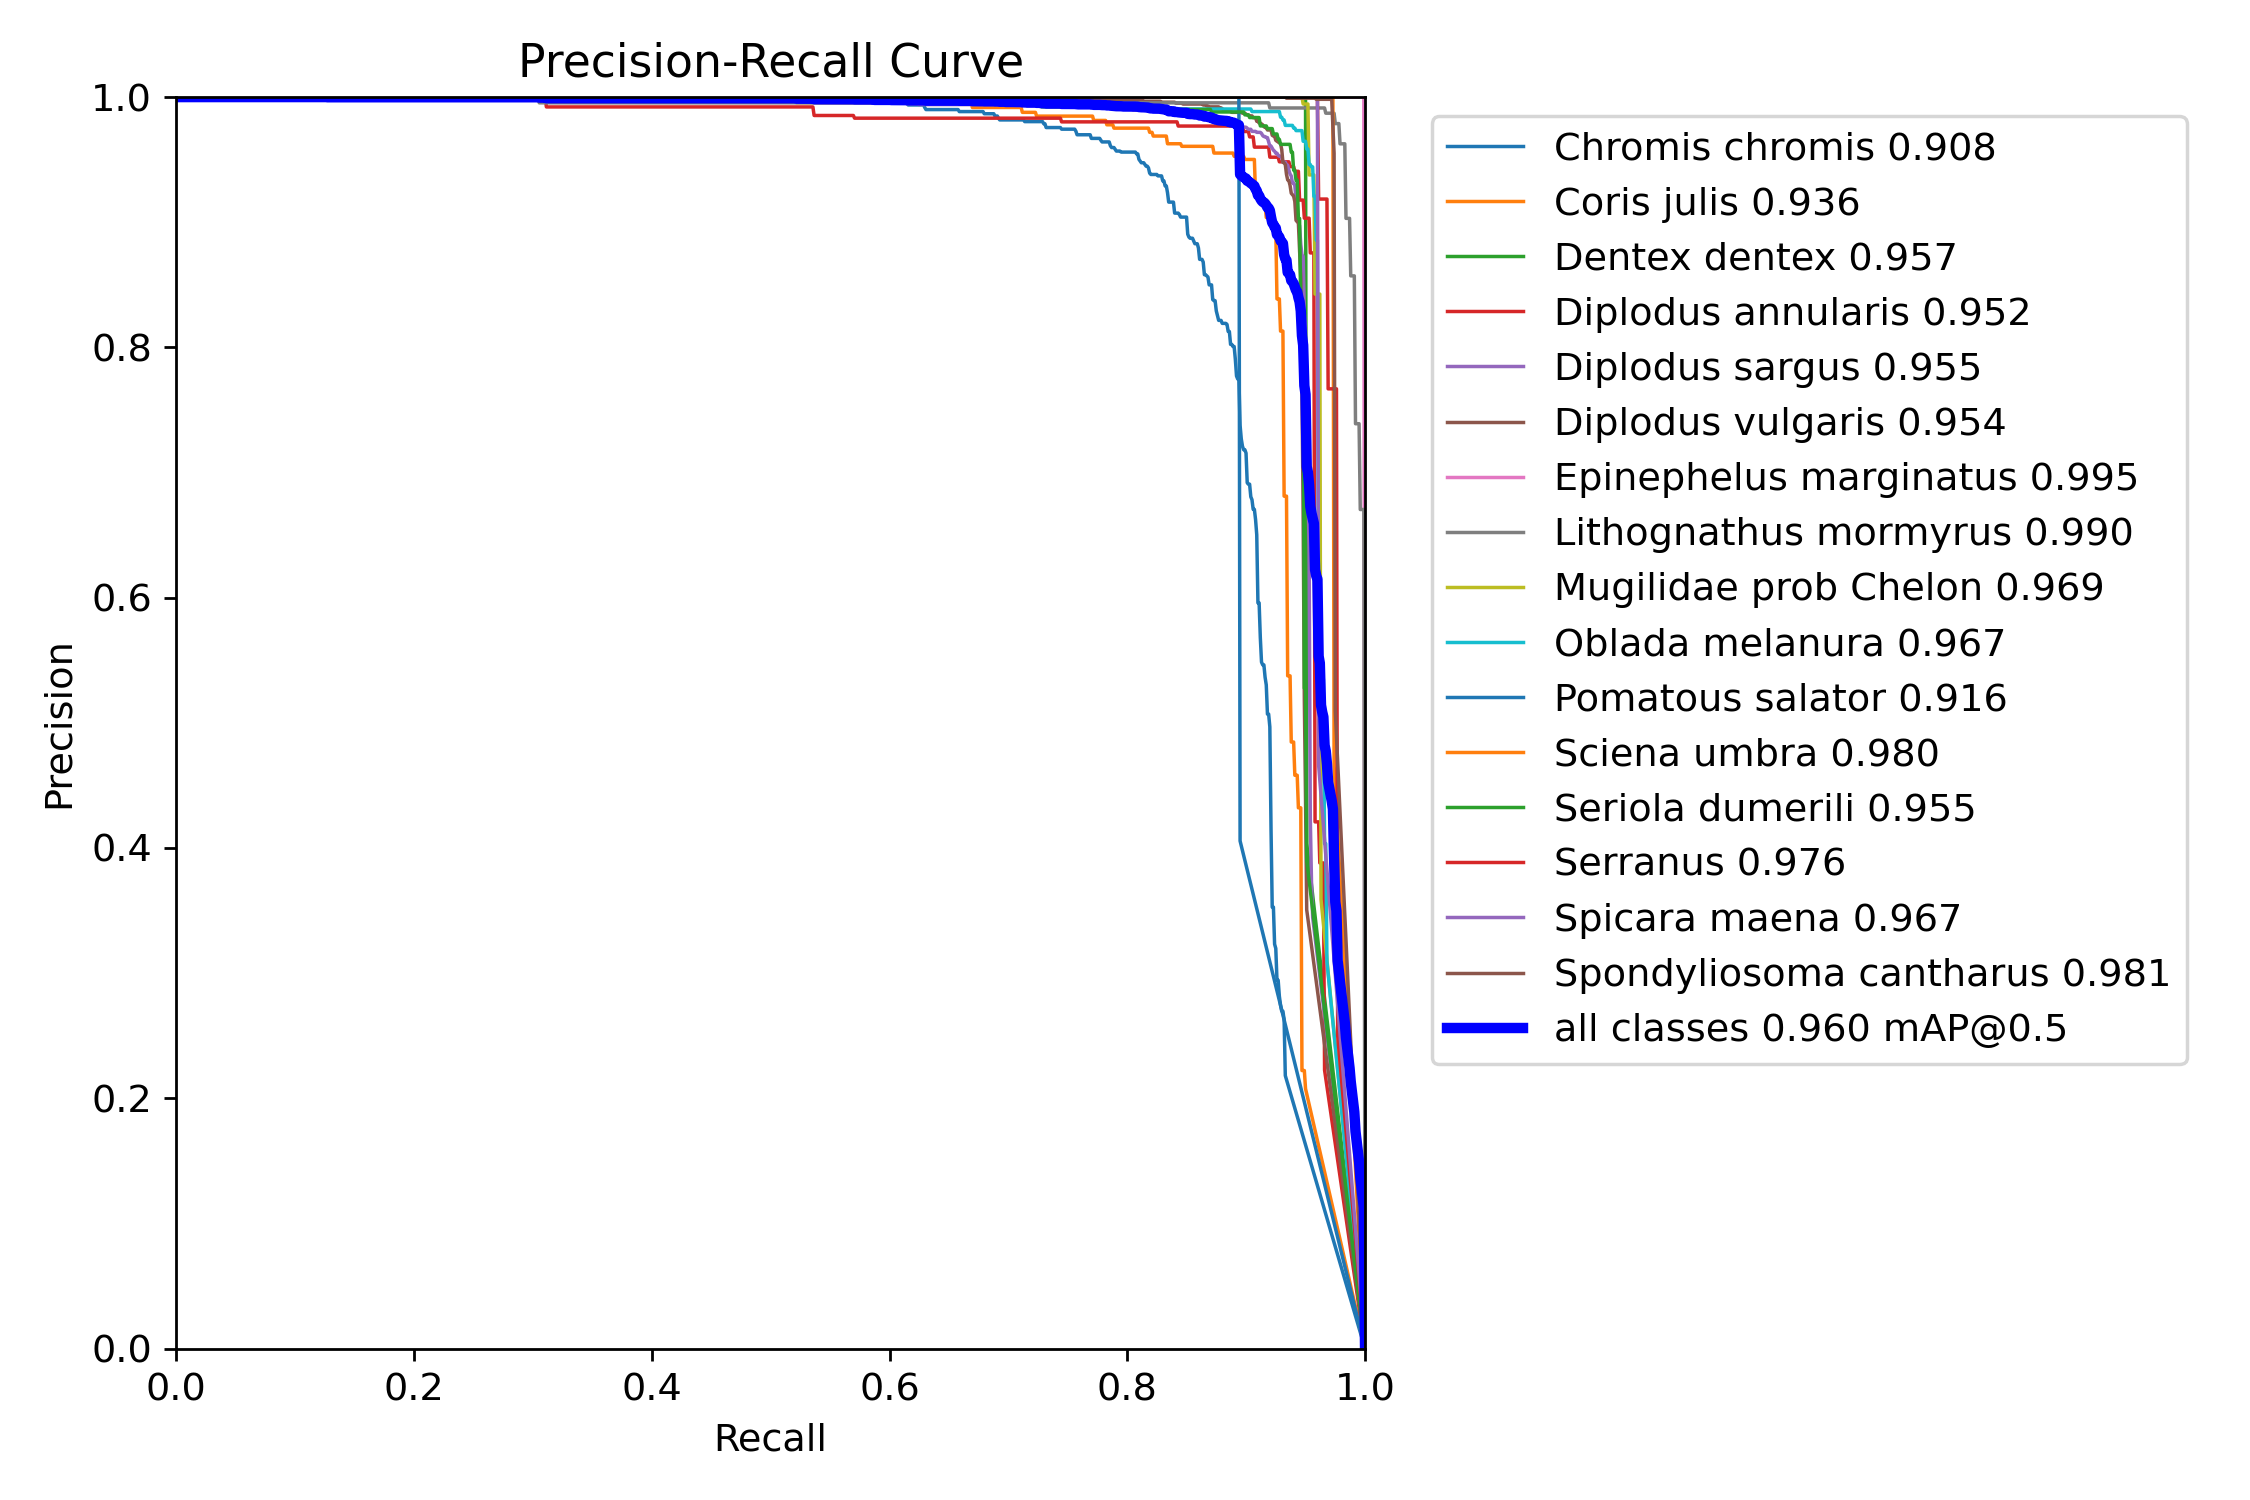 Precision-Recall Curve
1.0
0.8
0.6
0.4
0.2
0.0
Precision
0.0 0.2 0.4 0.6 0.8 1.0
Recall
Chromis chromis 0.908
Coris julis 0.936
Dentex dentex 0.957
Diplodus annularis 0.952
Diplodus sargus 0.955
Diplodus vulgaris 0.954
Epinephelus marginatus 0.995
Lithognathus mormyrus 0.990
Mugilidae prob Chelon 0.969
Oblada melanura 0.967
Pomatous salator 0.916
Sciena umbra 0.980
Seriola dumerili 0.955
Serranus 0.976
Spicara maena 0.967
Spondyliosoma cantharus 0.981
all classes 0.960 mAP@0.5